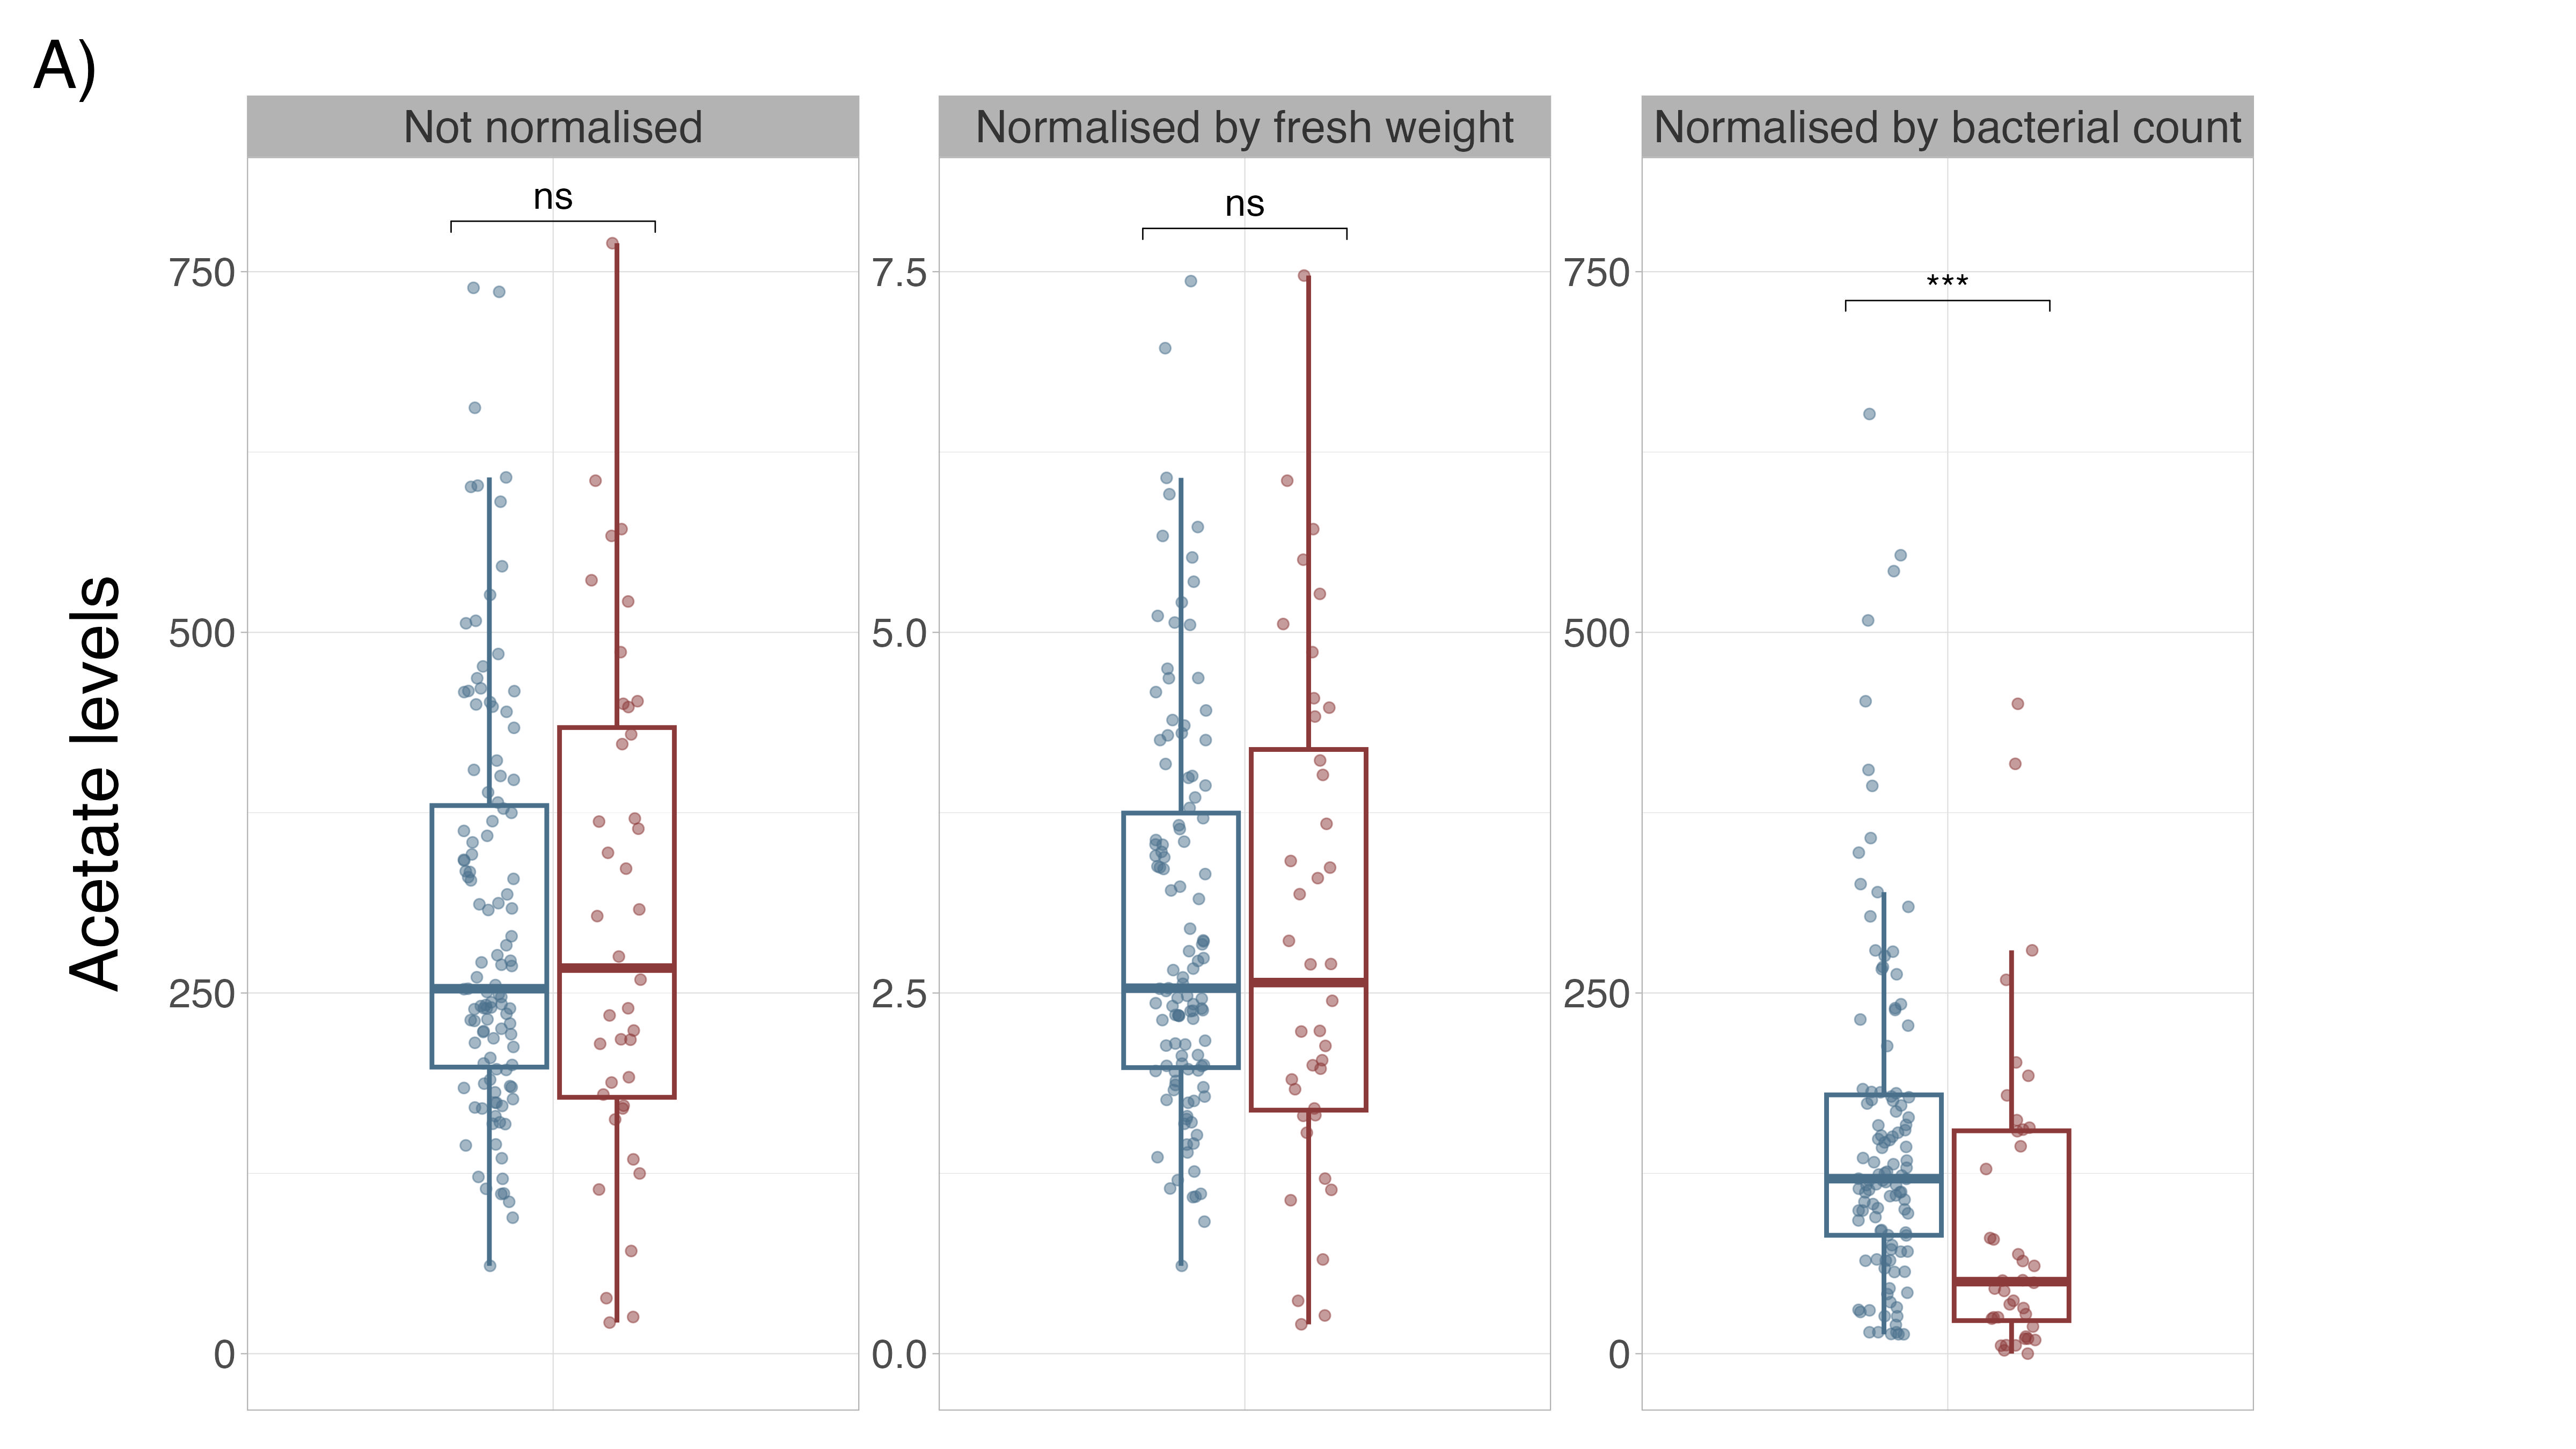 A)
Not normalised
Normalised by fresh weight
Normalised by bacterial count
ns
ns
***
750
500
250
0
7.5
5.0
2.5
0.0
750
500
250
0
Acetate levels